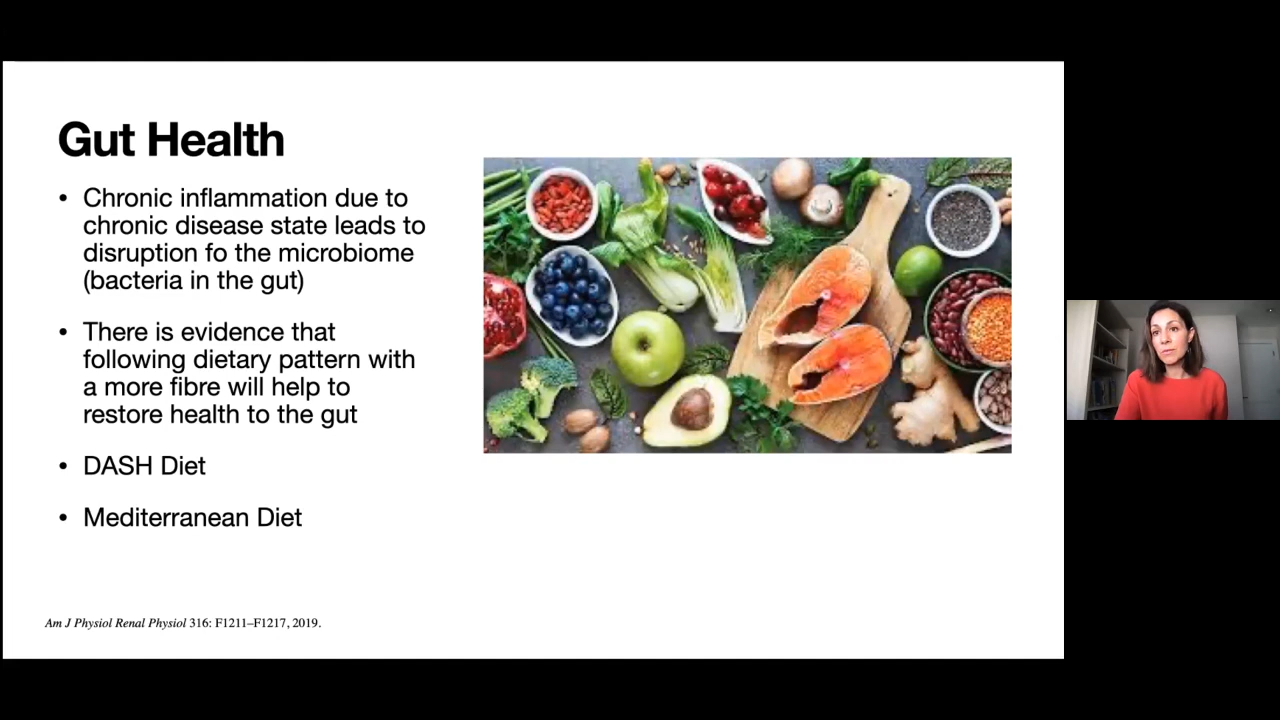 Gut Health
• Chronic inflammation due to
chronic disease state leads to
disruption fo the microbiome
(bacteria in the gut)
• There is evidence that
following dietary pattern with
a more fibre will help to
restore health to the gut
• DASH Diet
• Mediterranean Diet
Am J Physiol Renal Physiol 316: F1211–F1217, 2019.